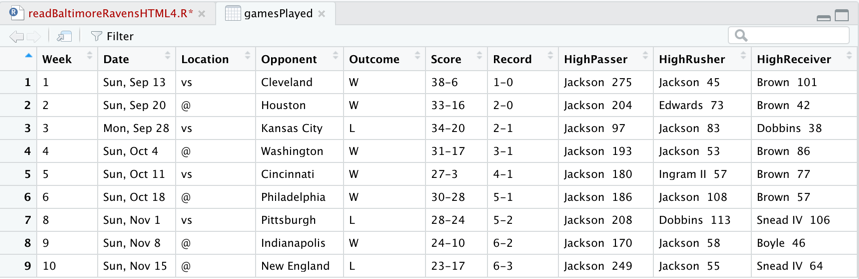 readBaltimoreRavensHTML4.R* × gamesPlayed ×
Filter
Week Date Location Opponent Outcome Score Record HighPasser HighRusher HighReceiver
1 1 Sun, Sep 13 vs Cleveland W 38-6 1-0 Jackson 275 Jackson 45 Brown 101
2 2 Sun, Sep 20 @ Houston W 33-16 2-0 Jackson 204 Edwards 73 Brown 42
3 3 Mon, Sep 28 vs Kansas City L 34-20 2-1 Jackson 97 Jackson 83 Dobbins 38
4 4 Sun, Oct 4 @ Washington W 31-17 3-1 Jackson 193 Jackson 53 Brown 86
5 5 Sun, Oct 11 vs Cincinnati W 27-3 4-1 Jackson 180 Ingram II 57 Brown 77
6 6 Sun, Oct 18 @ Philadelphia W 30-28 5-1 Jackson 186 Jackson 108 Brown 57
7 8 Sun, Nov 1 vs Pittsburgh L 28-24 5-2 Jackson 208 Dobbins 113 Snead IV 106
8 9 Sun, Nov 8 @ Indianapolis W 24-10 6-2 Jackson 170 Jackson 58 Boyle 46
9 10 Sun, Nov 15 @ New England L 23-17 6-3 Jackson 249 Jackson 55 Snead IV 64